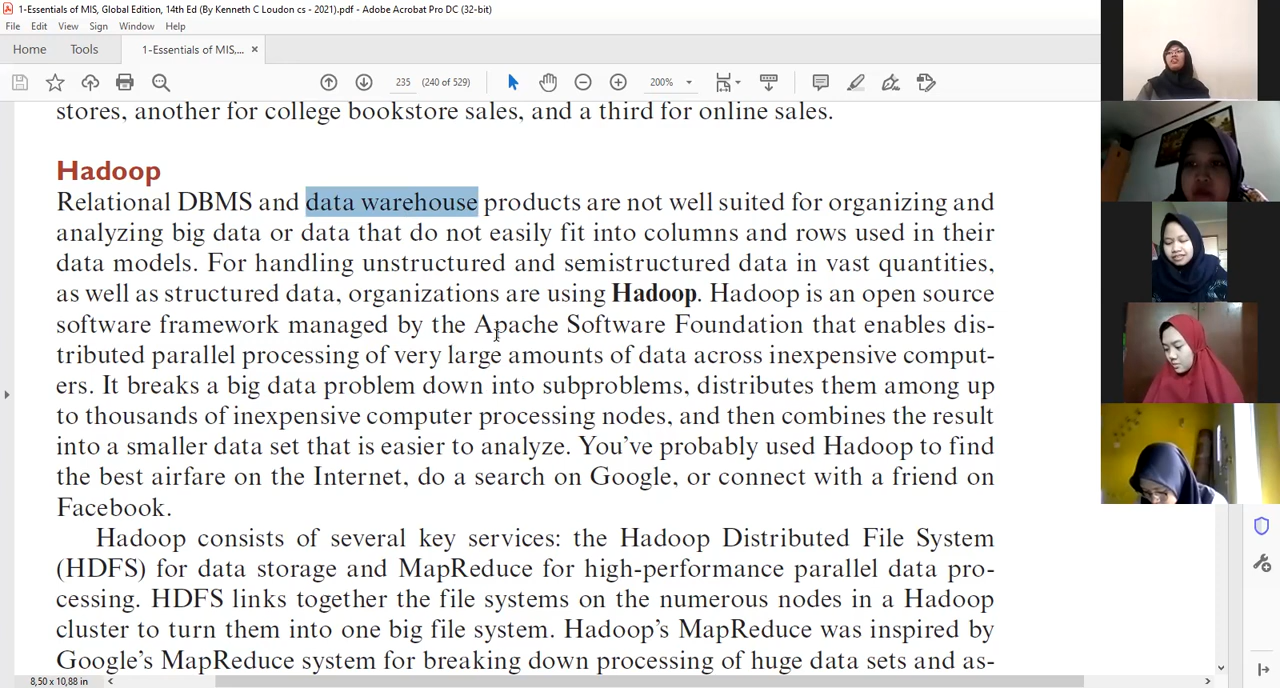 1-Essentials of MIS, Global Edition, 14th Ed (By Kenneth C Loudon cs - 2021).pdf - Adobe Acrobat Pro DC (32-bit)
File Edit View Sign Window Help
Home Tools 1-Essentials of MIS,... ×
235 (240 of 529) 200%
stores, another for college bookstore sales, and a third for online sales.
Hadoop
Relational DBMS and data warehouse products are not well suited for organizing and
analyzing big data or data that do not easily fit into columns and rows used in their
data models. For handling unstructured and semistructured data in vast quantities,
as well as structured data, organizations are using Hadoop. Hadoop is an open source
software framework managed by the Apache Software Foundation that enables dis-
tributed parallel processing of very large amounts of data across inexpensive comput-
ers. It breaks a big data problem down into subproblems, distributes them among up
to thousands of inexpensive computer processing nodes, and then combines the result
into a smaller data set that is easier to analyze. You've probably used Hadoop to find
the best airfare on the Internet, do a search on Google, or connect with a friend on
Facebook.
Hadoop consists of several key services: the Hadoop Distributed File System
(HDFS) for data storage and MapReduce for high-performance parallel data pro-
cessing. HDFS links together the file systems on the numerous nodes in a Hadoop
cluster to turn them into one big file system. Hadoop's MapReduce was inspired by
Google's MapReduce system for breaking down processing of huge data sets and as-
8,50 x 10,88 in